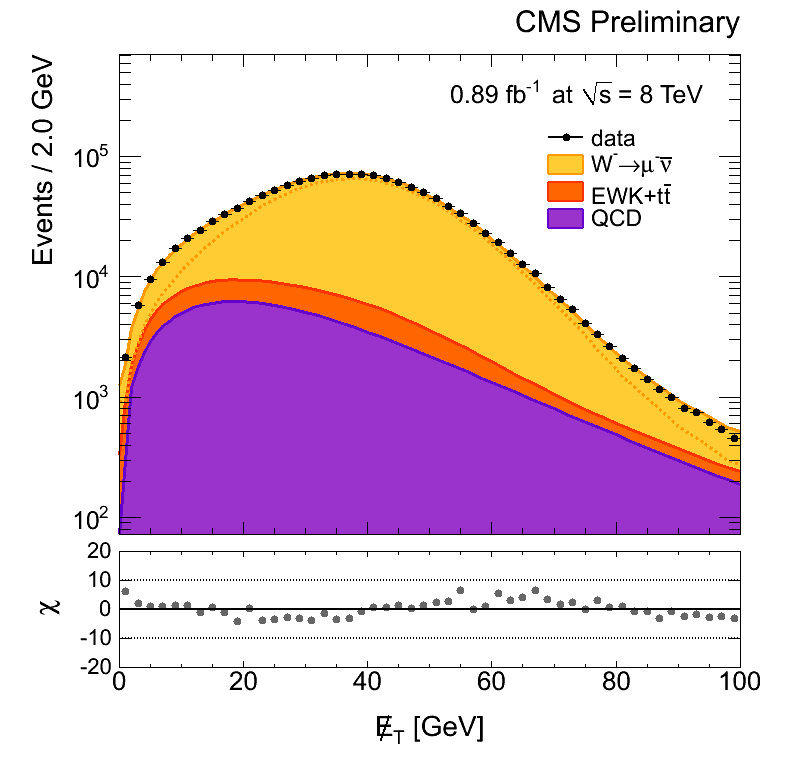 CMS Preliminary
Events / 2.0 GeV
0.89 fb⁻¹ at √s = 8 TeV
data
W⁻→μ⁻ν̅
EWK+tt̅
QCD
10⁵
10⁴
10³
10²
χ
20
10
0
-10
-20
0 20 40 60 80 100
E̸_T [GeV]